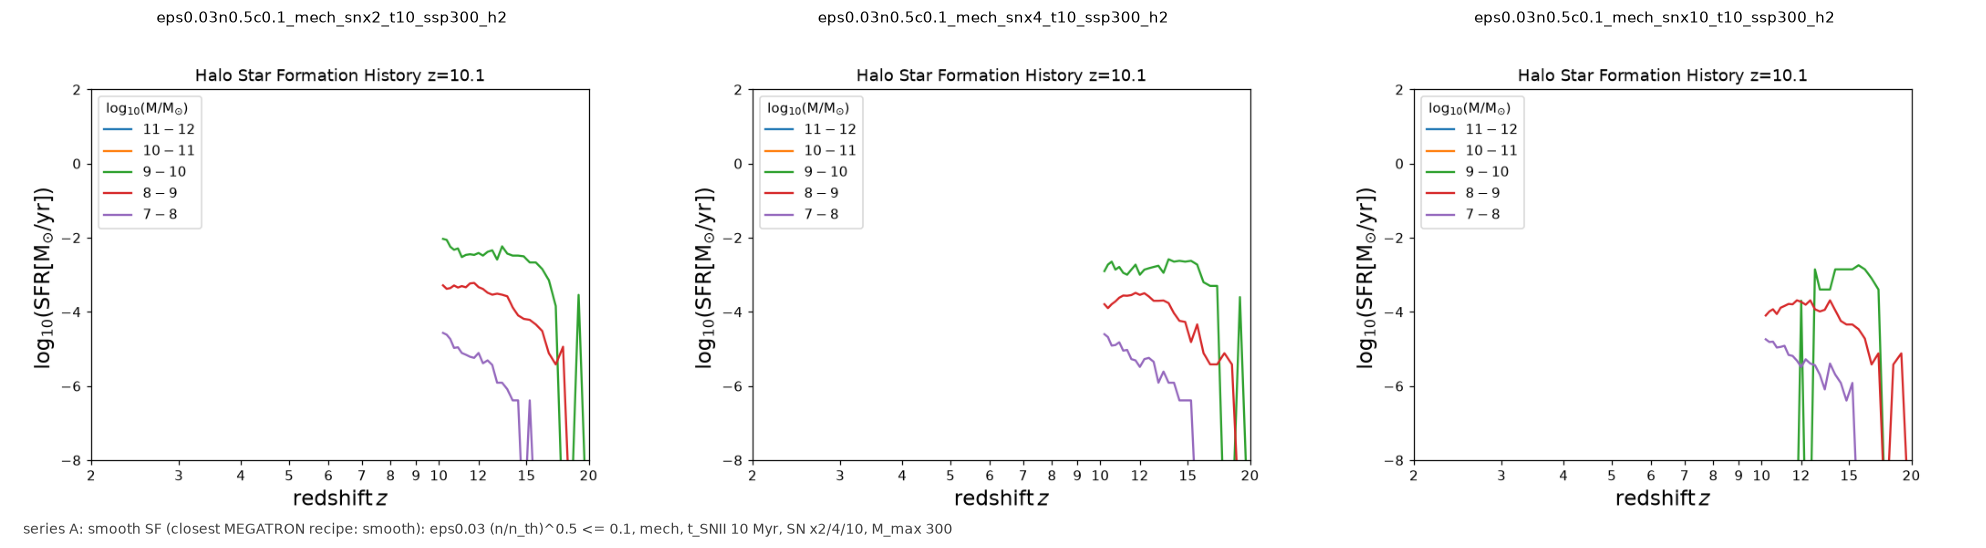 eps0.03n0.5c0.1_mech_snx2_t10_ssp300_h2
Halo Star Formation History z=10.1
log₁₀(M/M⊙)
11 − 12
10 − 11
9 − 10
8 − 9
7 − 8
log₁₀(SFR[M⊙/yr])
2
0
−2
−4
−6
−8
2 3 4 5 6 7 8 9 10 12 15 20
redshift z
eps0.03n0.5c0.1_mech_snx4_t10_ssp300_h2
Halo Star Formation History z=10.1
log₁₀(M/M⊙)
11 − 12
10 − 11
9 − 10
8 − 9
7 − 8
log₁₀(SFR[M⊙/yr])
2
0
−2
−4
−6
−8
2 3 4 5 6 7 8 9 10 12 15 20
redshift z
eps0.03n0.5c0.1_mech_snx10_t10_ssp300_h2
Halo Star Formation History z=10.1
log₁₀(M/M⊙)
11 − 12
10 − 11
9 − 10
8 − 9
7 − 8
log₁₀(SFR[M⊙/yr])
2
0
−2
−4
−6
−8
2 3 4 5 6 7 8 9 10 12 15 20
redshift z
series A: smooth SF (closest MEGATRON recipe: smooth): eps0.03 (n/n_th)^0.5 <= 0.1, mech, t_SNII 10 Myr, SN x2/4/10, M_max 300